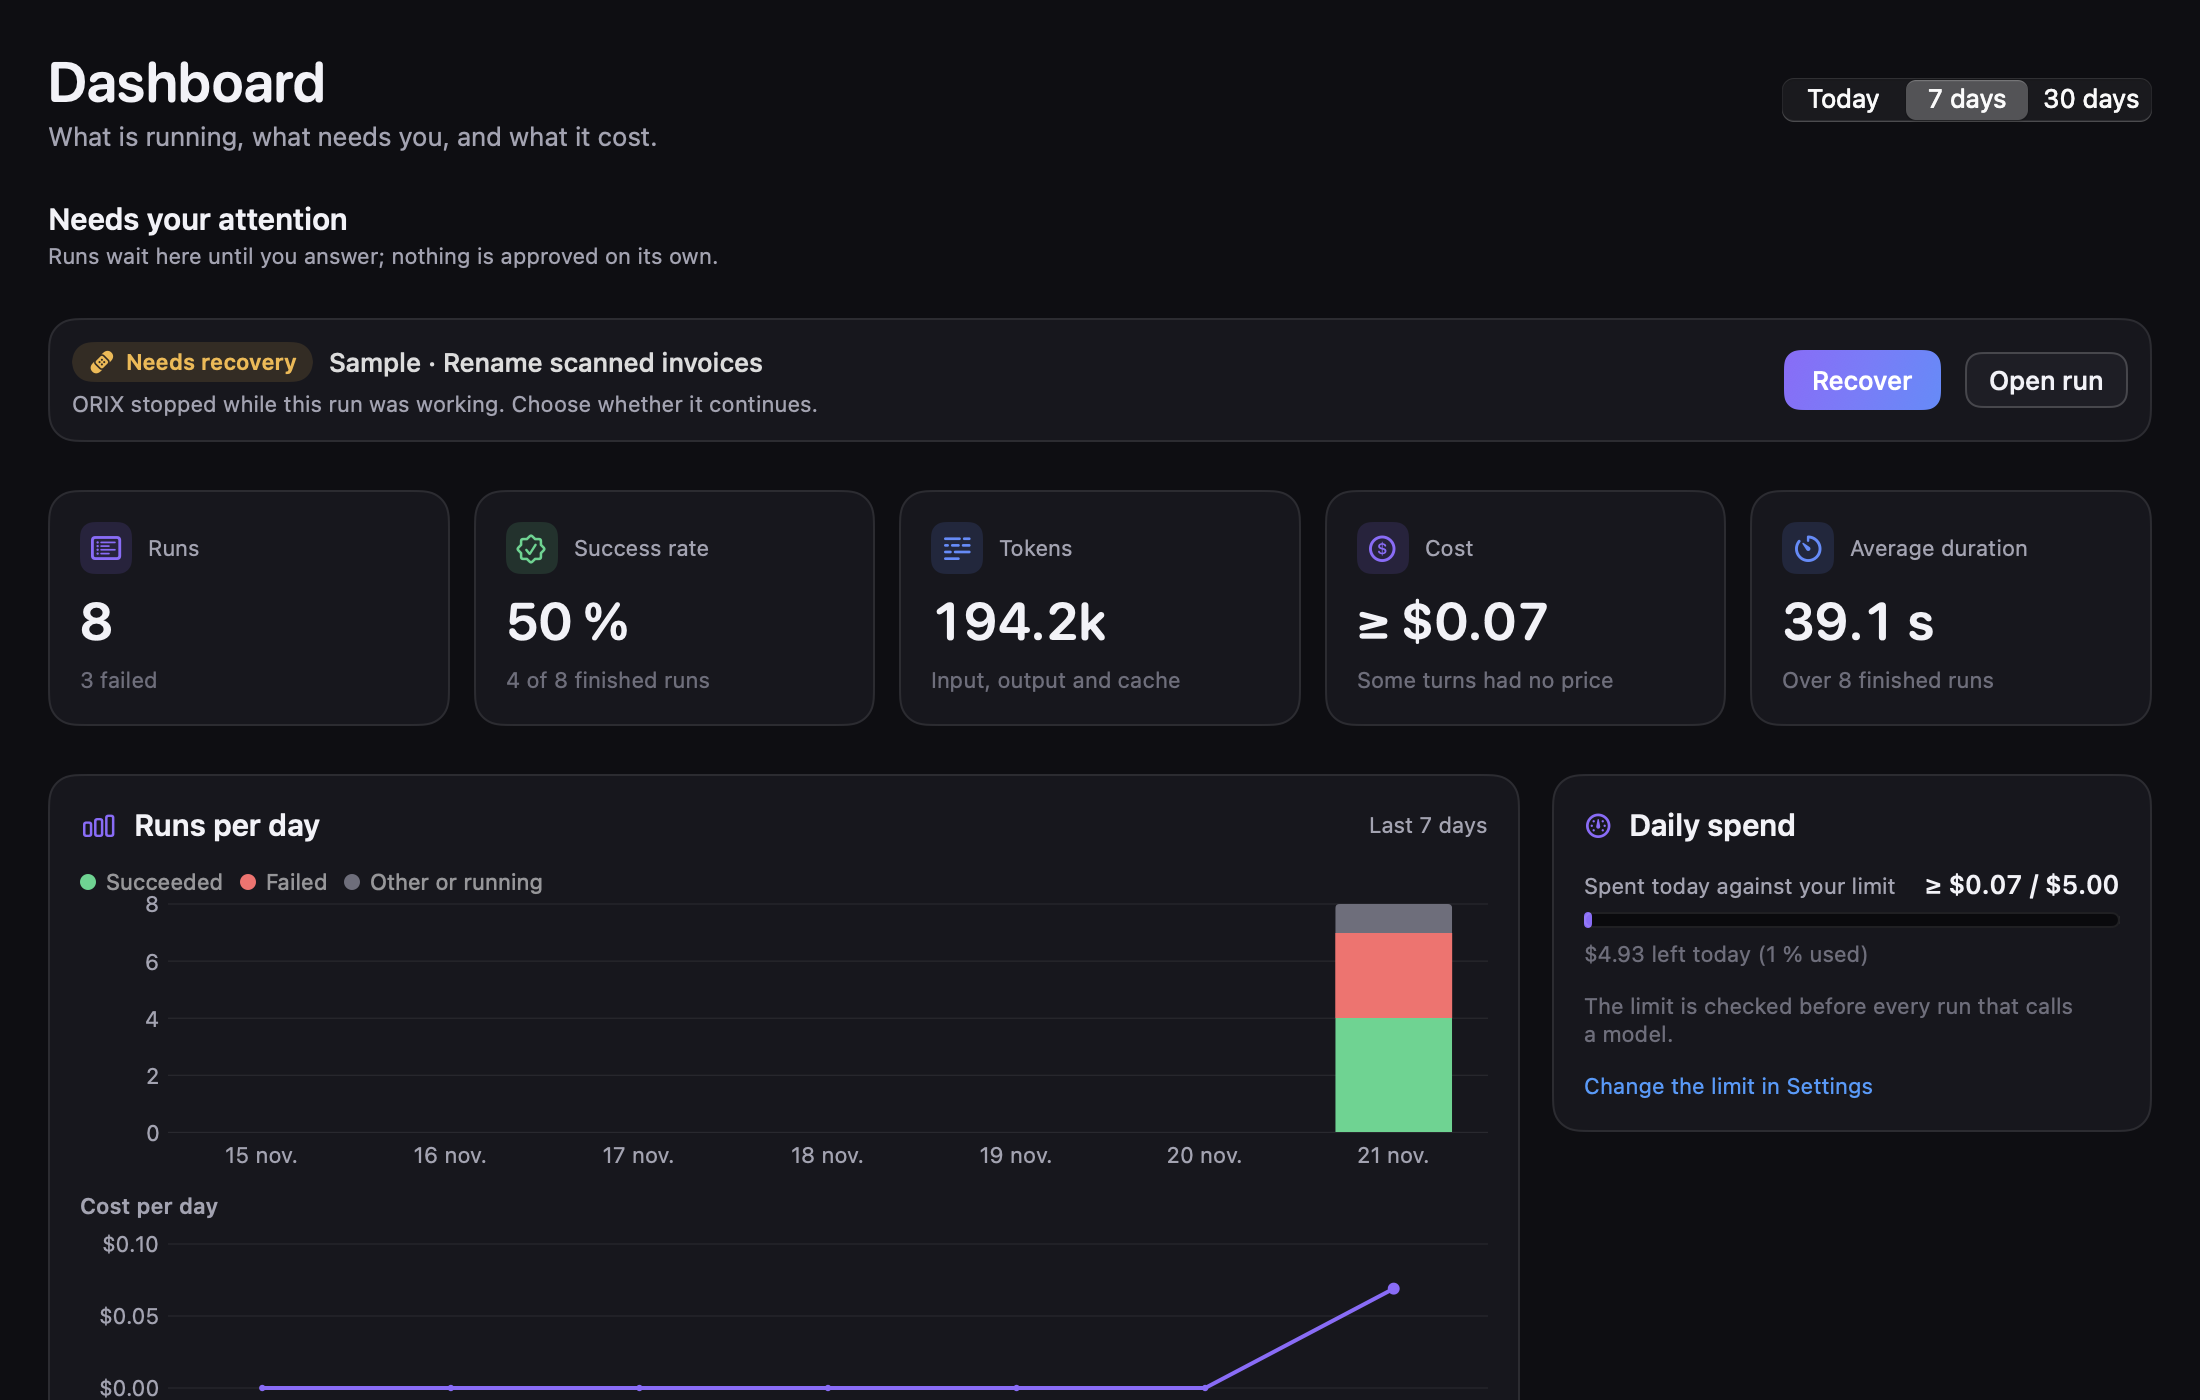 Dashboard
What is running, what needs you, and what it cost.
Today 7 days 30 days
Needs your attention
Runs wait here until you answer; nothing is approved on its own.
Needs recovery Sample · Rename scanned invoices
ORIX stopped while this run was working. Choose whether it continues.
Recover Open run
Runs
8
3 failed
Success rate
50 %
4 of 8 finished runs
Tokens
194.2k
Input, output and cache
Cost
≥ $0.07
Some turns had no price
Average duration
39.1 s
Over 8 finished runs
Runs per day Last 7 days
Succeeded Failed Other or running
8
6
4
2
0
15 nov. 16 nov. 17 nov. 18 nov. 19 nov. 20 nov. 21 nov.
Cost per day
$0.10
$0.05
$0.00
Daily spend
Spent today against your limit ≥ $0.07 / $5.00
$4.93 left today (1 % used)
The limit is checked before every run that calls
a model.
Change the limit in Settings